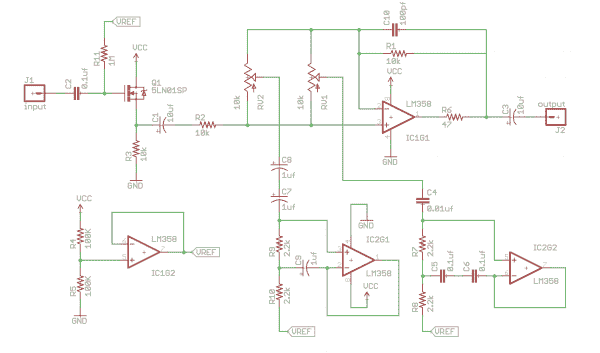 VREF
C10
100pf
R11
1M
VCC
R1
10k
J1
input
C2
0.1uf
Q1
5LN01SP
VCC
LM358
IC1G1
10k
RV2
10k
RV1
C1
10uf
R2
10k
R6
47
C3
10uf
output
J2
R3
10k
GND
GND
C8
1uf
C7
1uf
C4
0.01uf
VCC
R4
100K
R5
100K
GND
LM358
IC1G2
VREF
GND
R9
2.2k
C9
1uf
IC2G1
LM358
VCC
R10
2.2k
VREF
R7
2.2k
C5
0.1uf
C6
0.1uf
IC2G2
LM358
R8
2.2k
VREF